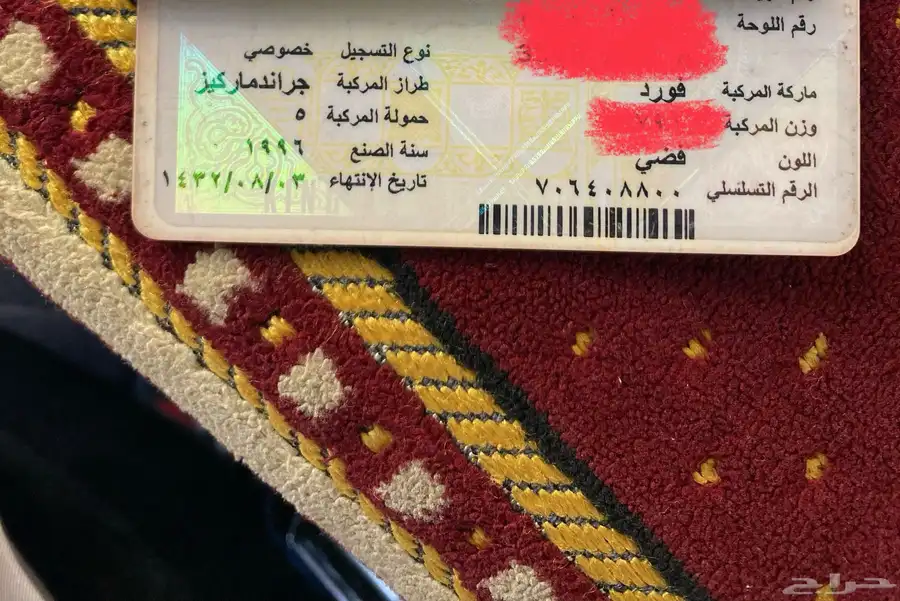 رقم اللوحة
نوع التسجيل خصوصي
ماركة المركبة فورد طراز المركبة جراندماركيز
وزن المركبة حمولة المركبة ٥
اللون فضي سنة الصنع ١٩٩٦
الرقم التسلسلي ٧٠٦٤٠٨٨٠٠ تاريخ الإنتهاء ١٤٣٢/٠٨/٠٣
حراج